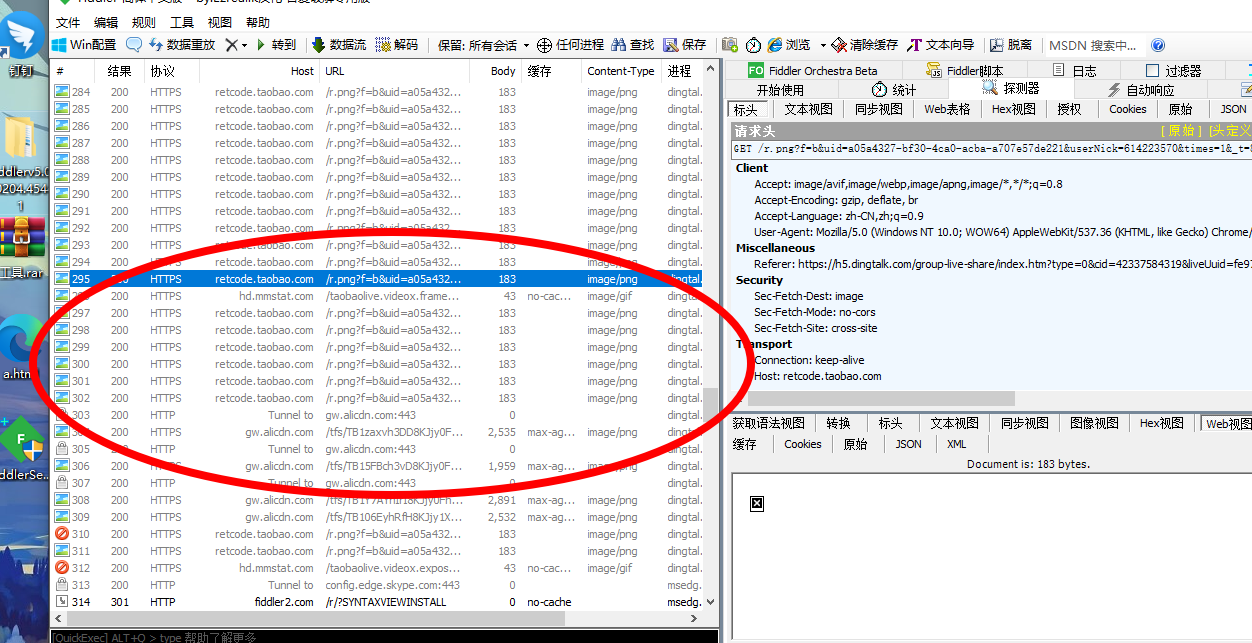 文件 编辑 规则 工具 视图 帮助
Win配置 数据重放 转到 数据流 解码 保留: 所有会话 任何进程 查找 保存 浏览 清除缓存 文本向导 脱离 MSDN 搜索中...
钉钉
ddlerv5.0
0204.454
1
工具.rar
a.htm
ddlerSe...
# 结果 协议 Host URL Body 缓存 Content-Type 进程
284 200 HTTPS retcode.taobao.com /r.png?f=b&uid=a05a432... 183 image/png dingtal.
285 200 HTTPS retcode.taobao.com /r.png?f=b&uid=a05a432... 183 image/png dingtal.
286 200 HTTPS retcode.taobao.com /r.png?f=b&uid=a05a432... 183 image/png dingtal.
287 200 HTTPS retcode.taobao.com /r.png?f=b&uid=a05a432... 183 image/png dingtal.
288 200 HTTPS retcode.taobao.com /r.png?f=b&uid=a05a432... 183 image/png dingtal.
289 200 HTTPS retcode.taobao.com /r.png?f=b&uid=a05a432... 183 image/png dingtal.
290 200 HTTPS retcode.taobao.com /r.png?f=b&uid=a05a432... 183 image/png dingtal.
291 200 HTTPS retcode.taobao.com /r.png?f=b&uid=a05a432... 183 image/png dingtal.
292 200 HTTPS retcode.taobao.com /r.png?f=b&uid=a05a432... 183 image/png dingtal.
293 200 HTTPS retcode.taobao.com /r.png?f=b&uid=a05a432... 183 image/png dingtal.
294 200 HTTPS retcode.taobao.com /r.png?f=b&uid=a05a432... 183 image/png dingtal.
295 HTTPS retcode.taobao.com /r.png?f=b&uid=a05a432... 183 image/png dingtal.
200 HTTPS hd.mmstat.com /taobaolive.videox.frame... 43 no-cac... image/gif dingtal.
297 200 HTTPS retcode.taobao.com /r.png?f=b&uid=a05a432... 183 image/png dingtal.
298 200 HTTPS retcode.taobao.com /r.png?f=b&uid=a05a432... 183 image/png dingtal.
299 200 HTTPS retcode.taobao.com /r.png?f=b&uid=a05a432... 183 image/png dingtal.
300 200 HTTPS retcode.taobao.com /r.png?f=b&uid=a05a432... 183 image/png dingtal.
301 200 HTTPS retcode.taobao.com /r.png?f=b&uid=a05a432... 183 image/png dingtal.
302 200 HTTPS retcode.taobao.com /r.png?f=b&uid=a05a432... 183 image/png dingtal.
303 200 HTTP Tunnel to gw.alicdn.com:443 0 dingtal.
200 HTTPS gw.alicdn.com /tfs/TB1zaxvh3DD8KJjy0F... 2,535 max-ag... image/png dingtal.
305 200 HTTP Tunnel to gw.alicdn.com:443 0 dingtal.
306 200 HTTPS gw.alicdn.com /tfs/TB15FBch3vD8KJjy0F... 1,959 max-ag... image/png dingtal.
307 200 HTTP Tunnel to gw.alicdn.com:443 0 dingtal.
308 200 HTTPS gw.alicdn.com 2,891 max-ag... image/png dingtal.
309 200 HTTPS gw.alicdn.com /tfs/TB106EyhRfH8KJjy1X... 2,532 max-ag... image/png dingtal.
310 200 HTTPS retcode.taobao.com /r.png?f=b&uid=a05a432... 183 image/png dingtal.
311 200 HTTPS retcode.taobao.com /r.png?f=b&uid=a05a432... 183 image/png dingtal.
312 200 HTTPS hd.mmstat.com /taobaolive.videox.expos... 43 no-cac... image/gif dingtal.
313 200 HTTP Tunnel to config.edge.skype.com:443 0 msedg.
314 301 HTTP fiddler2.com /r/?SYNTAXVIEWINSTALL 0 no-cache msedg.
[QuickExec] ALT+Q > type 帮助了解更多
FO Fiddler Orchestra Beta Fiddler脚本 日志 过滤器
开始使用 统计 探测器 自动响应
标头 文本视图 同步视图 Web表格 Hex视图 授权 Cookies 原始 JSON
请求头 [ 原始 ] [头定义
GET /r.png?f=b&uid=a05a4327-bf30-4ca0-acba-a707e57de221&userNick=614223570&times=1&_t=
Client
Accept: image/avif,image/webp,image/apng,image/*,*/*;q=0.8
Accept-Encoding: gzip, deflate, br
Accept-Language: zh-CN,zh;q=0.9
User-Agent: Mozilla/5.0 (Windows NT 10.0; WOW64) AppleWebKit/537.36 (KHTML, like Gecko) Chrome/
Miscellaneous
Referer: https://h5.dingtalk.com/group-live-share/index.htm?type=0&cid=42337584319&liveUuid=fe97
Security
Sec-Fetch-Dest: image
Sec-Fetch-Mode: no-cors
Sec-Fetch-Site: cross-site
Transport
Connection: keep-alive
Host: retcode.taobao.com
获取语法视图 转换 标头 文本视图 同步视图 图像视图 Hex视图 Web视图
缓存 Cookies 原始 JSON XML
Document is: 183 bytes.